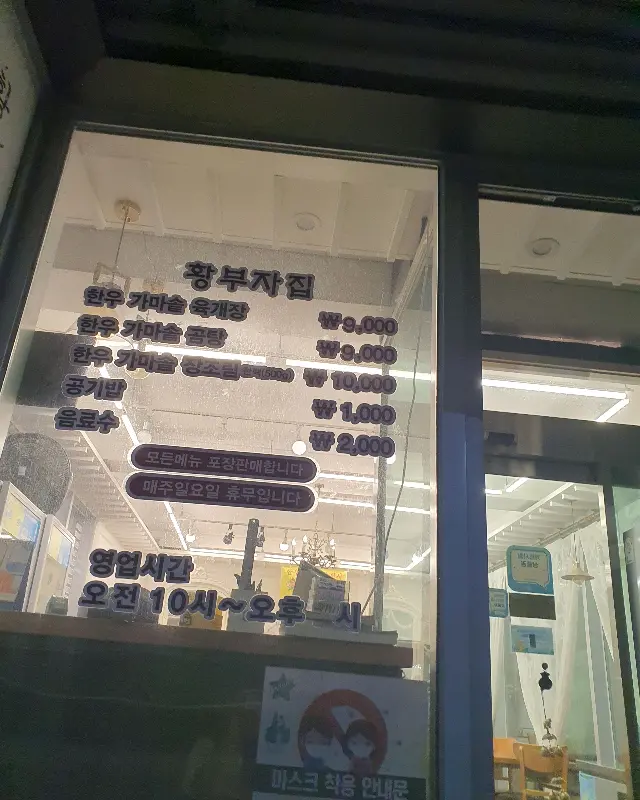 황부자집
한우 가마솥 육개장 ₩9,000
한우 가마솥 곰탕 ₩9,000
한우 가마솥 장조림 ₩10,000
공기밥 ₩1,000
음료수 ₩2,000
모든메뉴 포장판매합니다
매주일요일 휴무입니다
영업시간
오전 10시~오후 시
마스크 착용 안내문